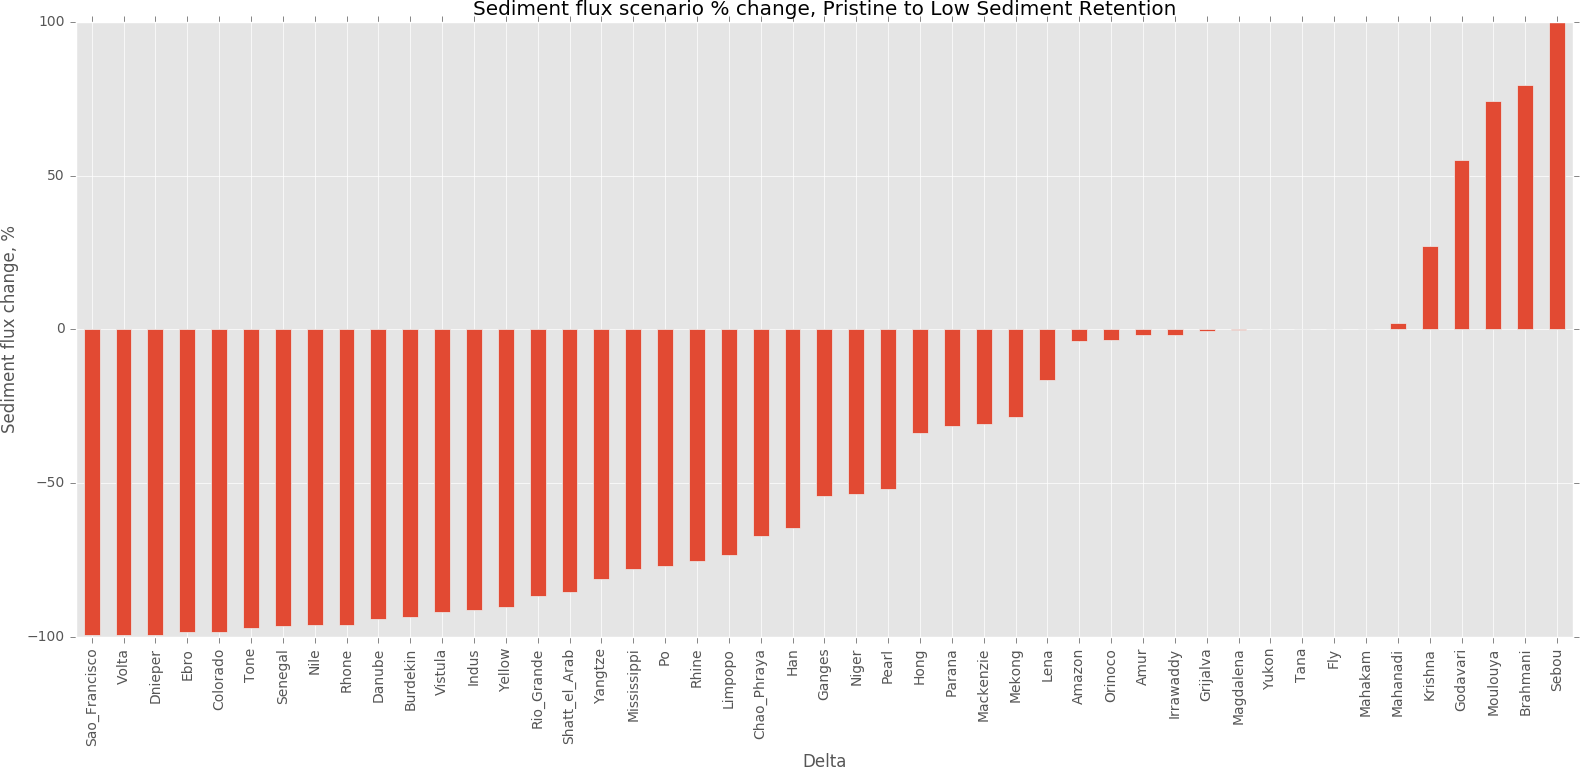 Sediment flux scenario % change, Pristine to Low Sediment Retention
Sediment flux change, %
100
50
0
−50
−100
Sao_Francisco
Volta
Dnieper
Ebro
Colorado
Tone
Senegal
Nile
Rhone
Danube
Burdekin
Vistula
Indus
Yellow
Rio_Grande
Shatt_el_Arab
Yangtze
Mississippi
Po
Rhine
Limpopo
Chao_Phraya
Han
Ganges
Niger
Pearl
Hong
Parana
Mackenzie
Mekong
Lena
Amazon
Orinoco
Amur
Irrawaddy
Grijalva
Magdalena
Yukon
Tana
Fly
Mahakam
Mahanadi
Krishna
Godavari
Moulouya
Brahmani
Sebou
Delta